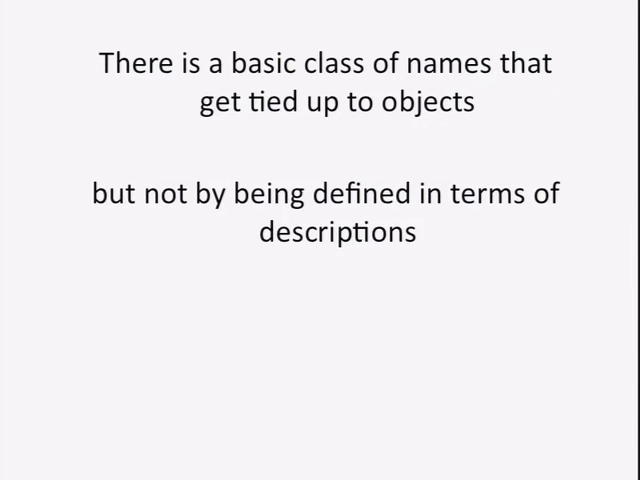 There is a basic class of names that
get tied up to objects
but not by being defined in terms of
descriptions